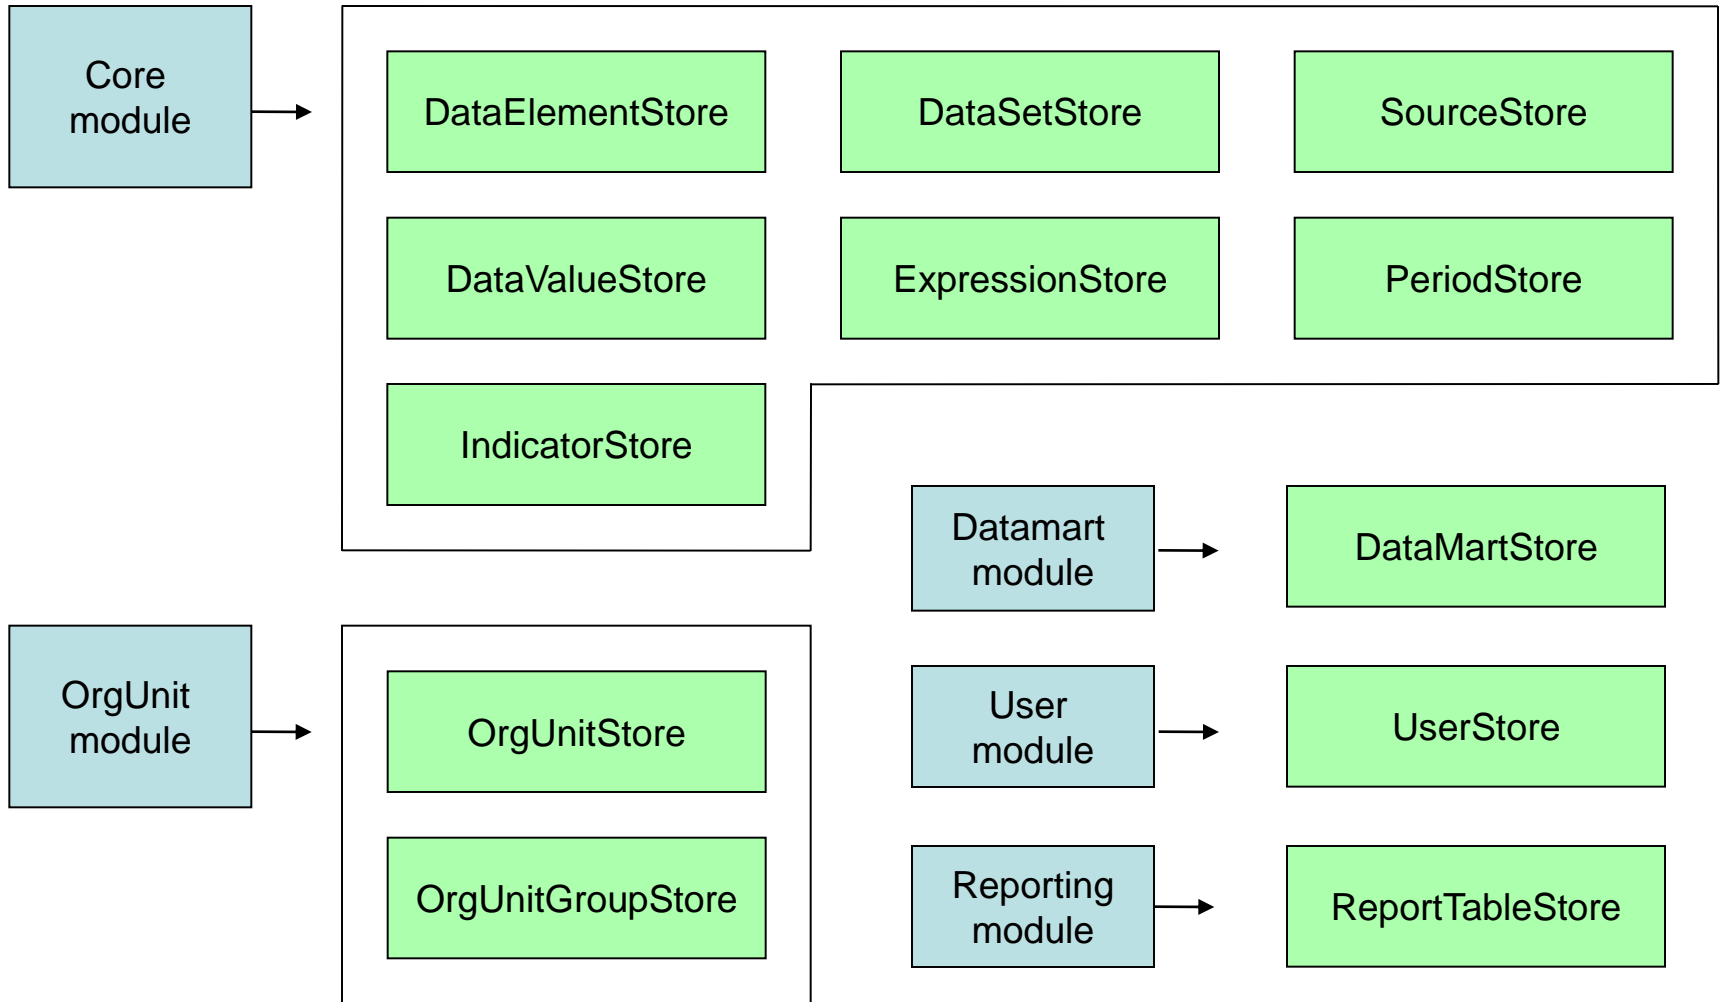 Core
module
DataElementStore
DataSetStore
SourceStore
DataValueStore
ExpressionStore
PeriodStore
IndicatorStore
Datamart
module
DataMartStore
OrgUnit
module
OrgUnitStore
OrgUnitGroupStore
User
module
UserStore
Reporting
module
ReportTableStore